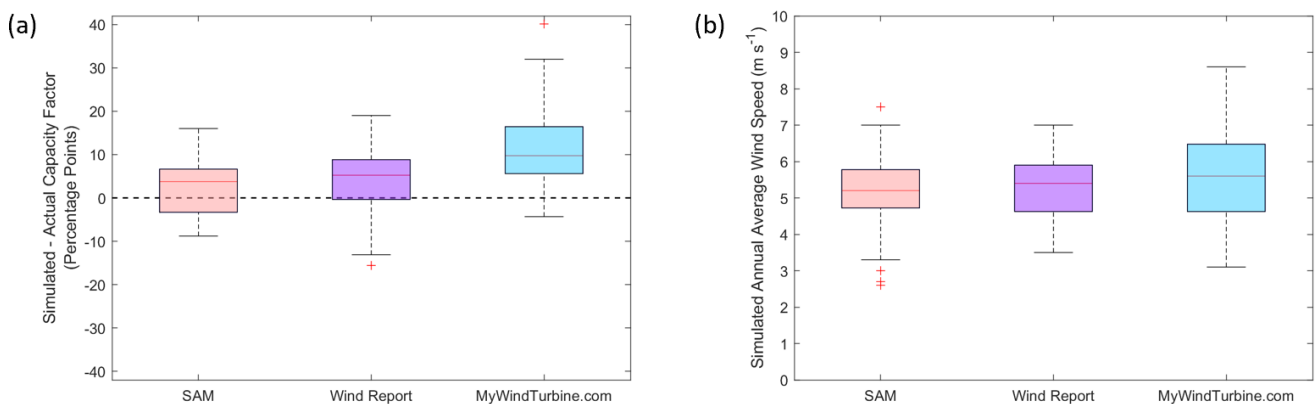 (a)
Simulated - Actual Capacity Factor
(Percentage Points)
40
30
20
10
0
-10
-20
-30
-40
SAM
Wind Report
MyWindTurbine.com
(b)
Simulated Annual Average Wind Speed (m s⁻¹)
10
9
8
7
6
5
4
3
2
1
0
SAM
Wind Report
MyWindTurbine.com